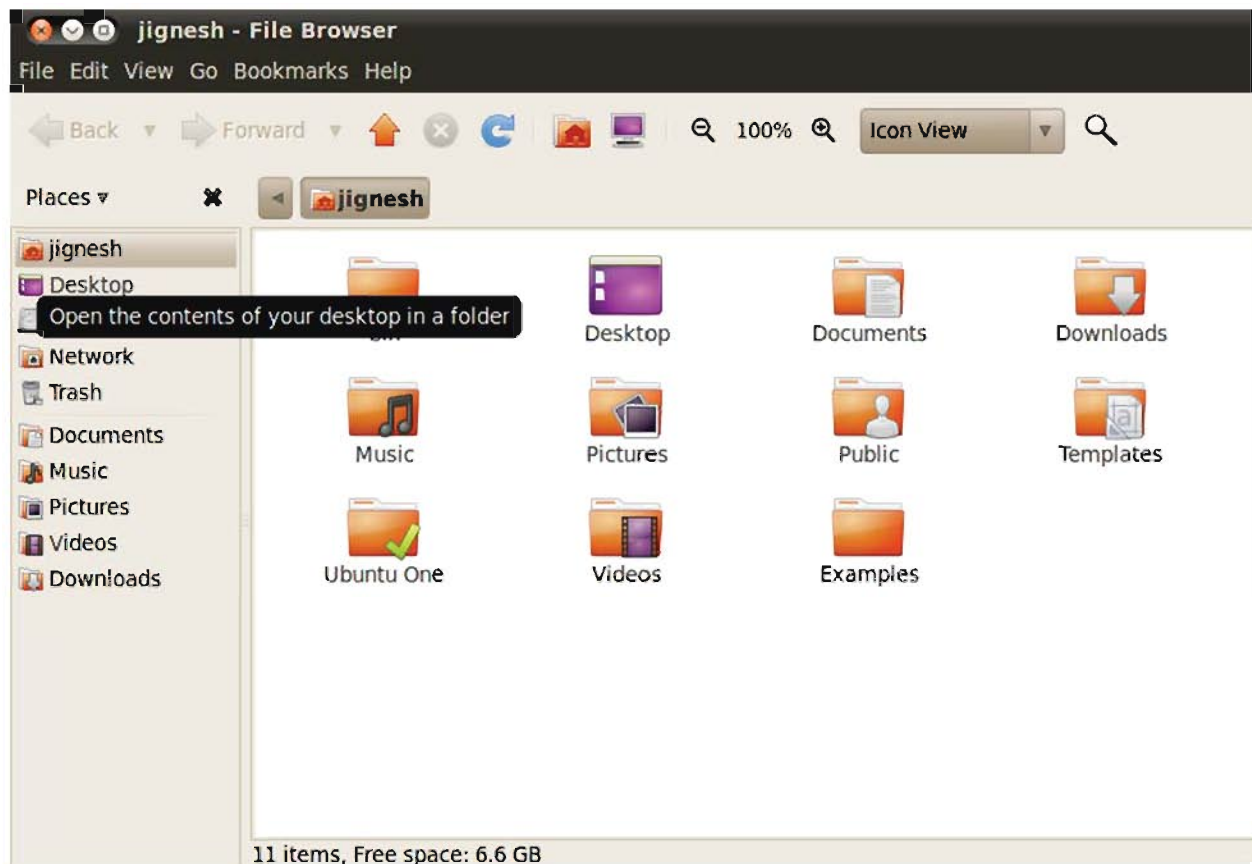 jignesh - File Browser
File Edit View Go Bookmarks Help
Back Forward 100% Icon View
Places jignesh
jignesh
Desktop
Open the contents of your desktop in a folder
Network
Trash
Documents
Music
Pictures
Videos
Downloads
Desktop Documents Downloads
Music Pictures Public Templates
Ubuntu One Videos Examples
11 items, Free space: 6.6 GB